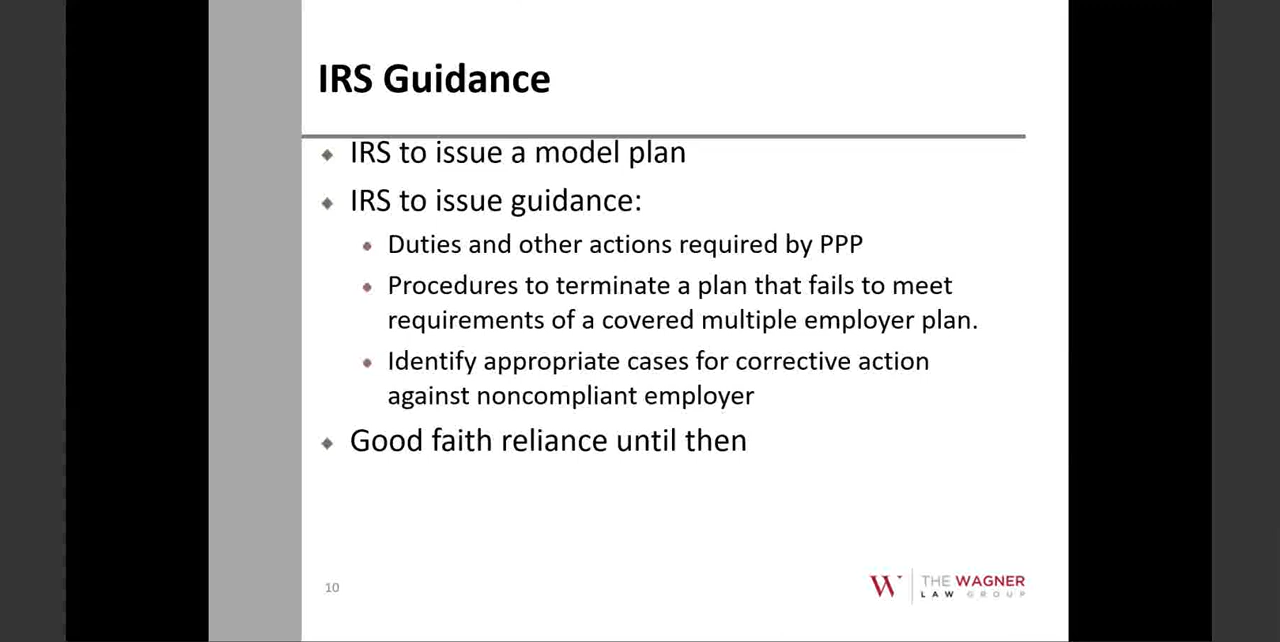 IRS Guidance
IRS to issue a model plan
IRS to issue guidance:
Duties and other actions required by PPP
Procedures to terminate a plan that fails to meet
requirements of a covered multiple employer plan.
Identify appropriate cases for corrective action
against noncompliant employer
Good faith reliance until then
10
W THE WAGNER
LAW GROUP